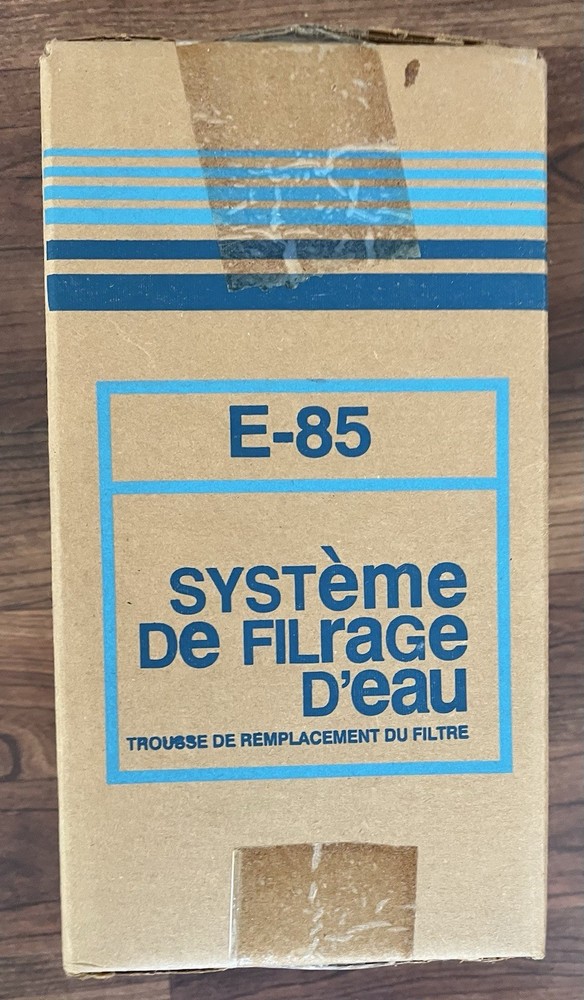 E-85
SYSTème
De FILraGe
D'eau
TROUSSE DE REMPLACEMENT DU FILTRE